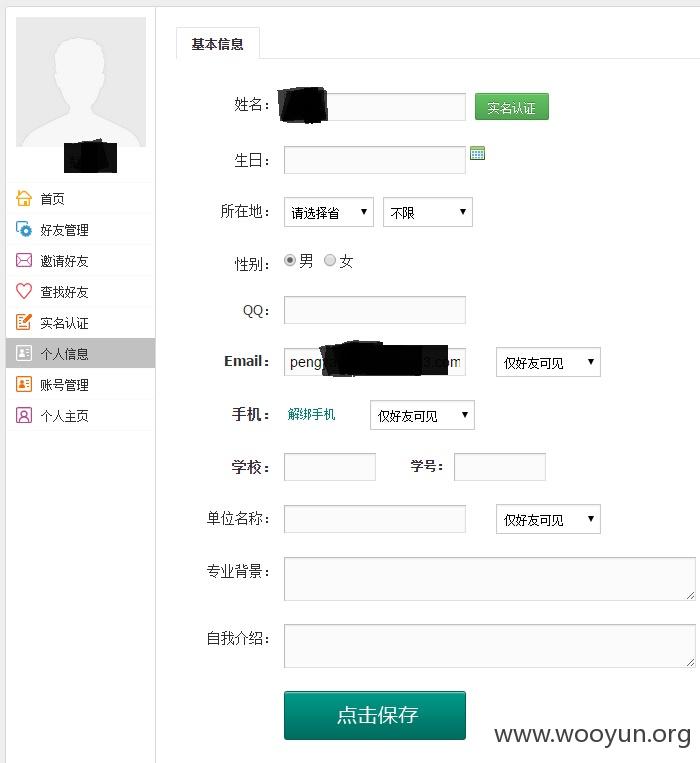 基本信息
姓名：
实名认证
生日：
所在地： 请选择省 不限
性别： 男 女
QQ：
Email： 3.com 仅好友可见
手机： 解绑手机 仅好友可见
学校： 学号：
单位名称： 仅好友可见
专业背景：
自我介绍：
点击保存
首页
好友管理
邀请好友
查找好友
实名认证
个人信息
账号管理
个人主页
www.wooyun.org